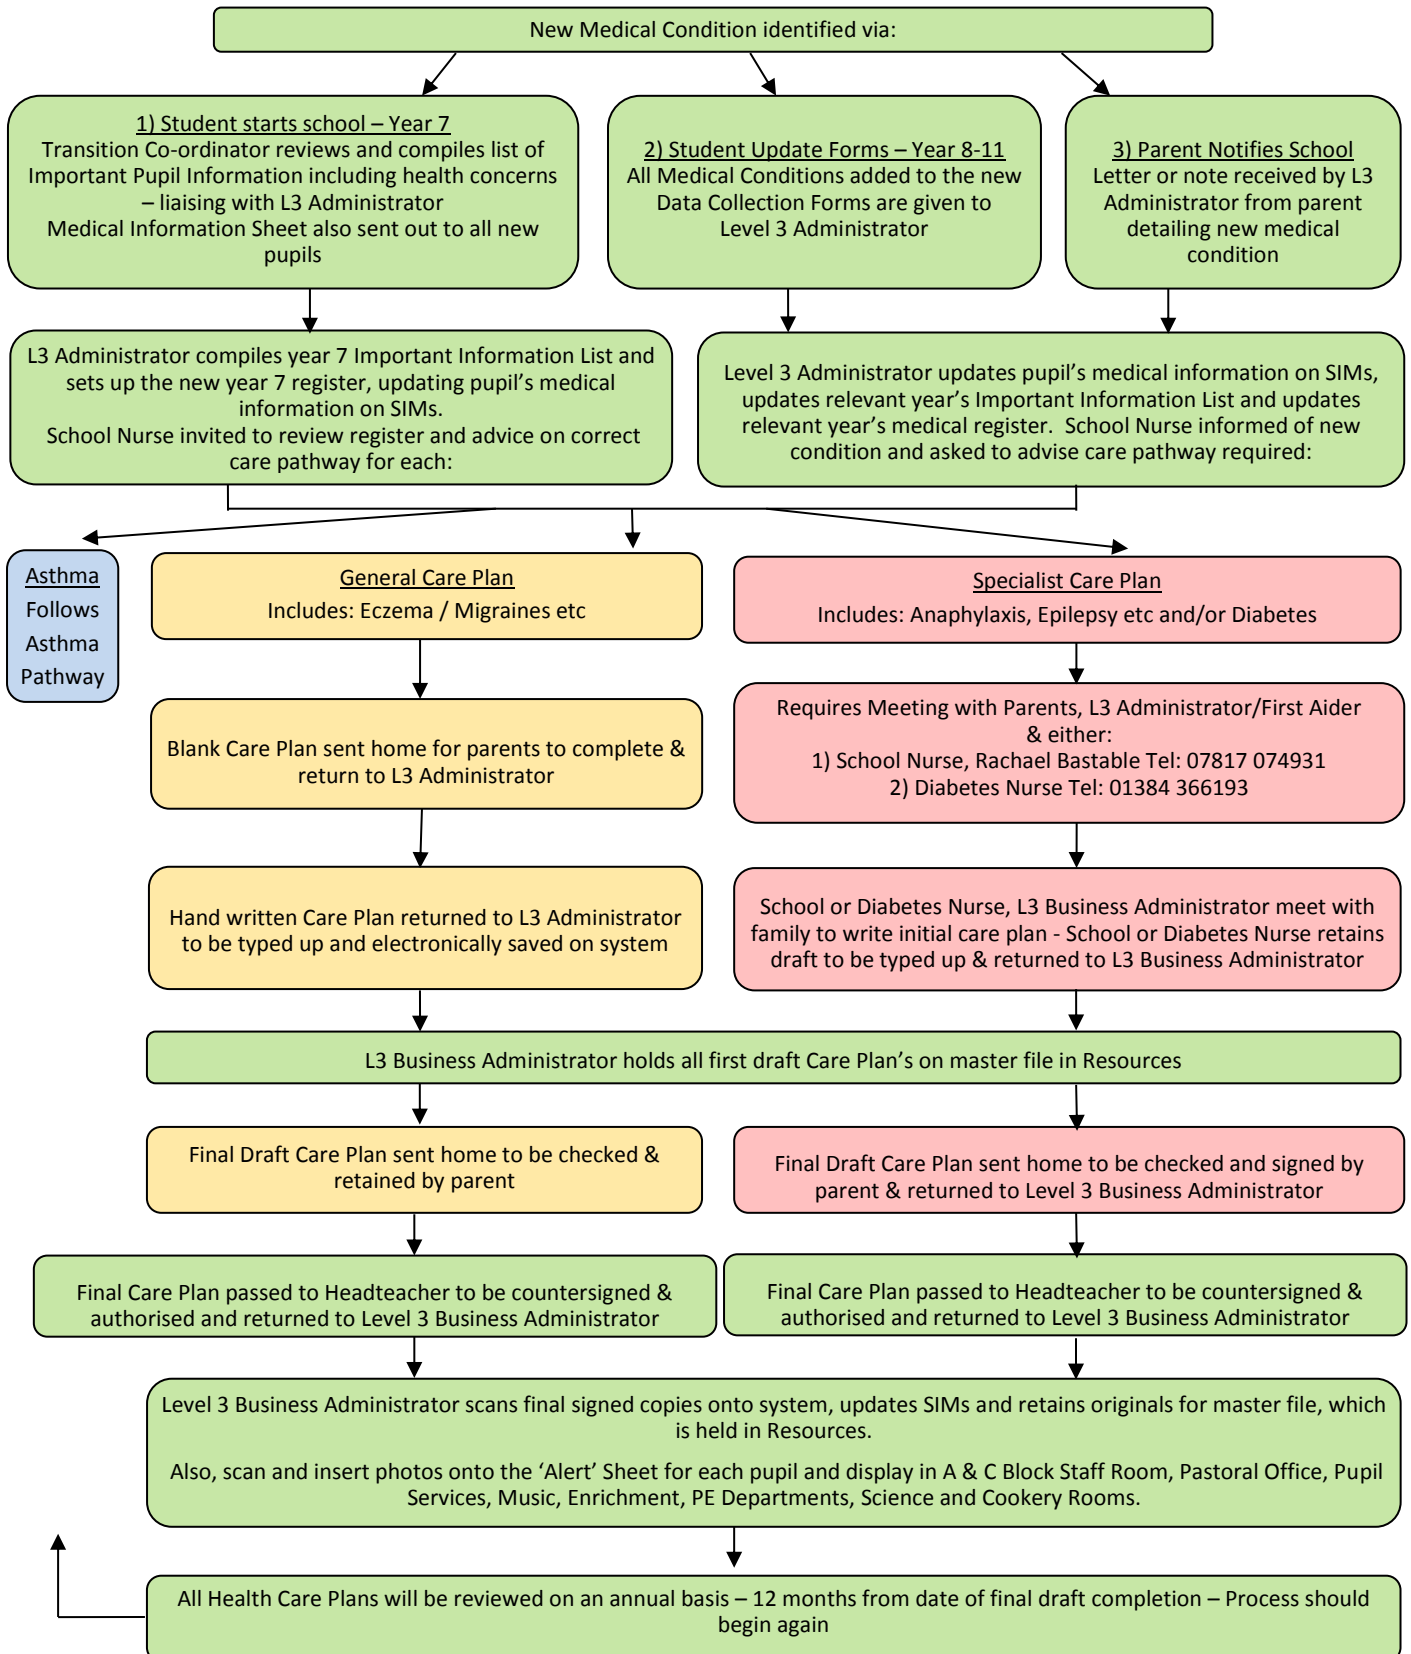 New Medical Condition identified via:
1) Student starts school – Year 7
Transition Co-ordinator reviews and compiles list of
Important Pupil Information including health concerns
– liaising with L3 Administrator
Medical Information Sheet also sent out to all new
pupils
2) Student Update Forms – Year 8-11
All Medical Conditions added to the new
Data Collection Forms are given to
Level 3 Administrator
3) Parent Notifies School
Letter or note received by L3
Administrator from parent
detailing new medical
condition
L3 Administrator compiles year 7 Important Information List and
sets up the new year 7 register, updating pupil’s medical
information on SIMs.
School Nurse invited to review register and advice on correct
care pathway for each:
Level 3 Administrator updates pupil’s medical information on SIMs,
updates relevant year’s Important Information List and updates
relevant year’s medical register.  School Nurse informed of new
condition and asked to advise care pathway required:
Asthma
Follows
Asthma
Pathway
General Care Plan
Includes: Eczema / Migraines etc
Specialist Care Plan
Includes: Anaphylaxis, Epilepsy etc and/or Diabetes
Blank Care Plan sent home for parents to complete &
return to L3 Administrator
Requires Meeting with Parents, L3 Administrator/First Aider
& either:
1) School Nurse, Rachael Bastable Tel: 07817 074931
2) Diabetes Nurse Tel: 01384 366193
Hand written Care Plan returned to L3 Administrator
to be typed up and electronically saved on system
School or Diabetes Nurse, L3 Business Administrator meet with
family to write initial care plan - School or Diabetes Nurse retains
draft to be typed up & returned to L3 Business Administrator
L3 Business Administrator holds all first draft Care Plan’s on master file in Resources
Final Draft Care Plan sent home to be checked &
retained by parent
Final Draft Care Plan sent home to be checked and signed by
parent & returned to Level 3 Business Administrator
Final Care Plan passed to Headteacher to be countersigned &
authorised and returned to Level 3 Business Administrator
Final Care Plan passed to Headteacher to be countersigned &
authorised and returned to Level 3 Business Administrator
Level 3 Business Administrator scans final signed copies onto system, updates SIMs and retains originals for master file, which
is held in Resources.
Also, scan and insert photos onto the ‘Alert’ Sheet for each pupil and display in A & C Block Staff Room, Pastoral Office, Pupil
Services, Music, Enrichment, PE Departments, Science and Cookery Rooms.
All Health Care Plans will be reviewed on an annual basis – 12 months from date of final draft completion – Process should
begin again